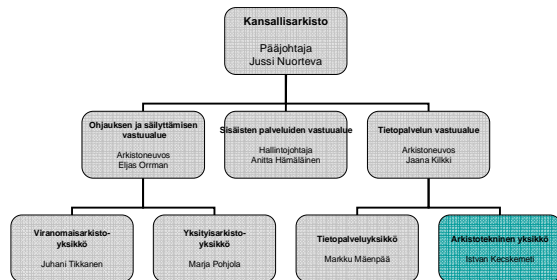 Kansallisarkisto
Pääjohtaja
Jussi Nuorteva
Ohjauksen ja säilyttämisen
vastuualue
Arkistoneuvos
Eljas Orrman
Sisäisten palveluiden vastuualue
Hallintojohtaja
Anitta Hämäläinen
Tietopalvelun vastuualue
Arkistoneuvos
Jaana Kilkki
Viranomaisarkisto-
yksikkö
Juhani Tikkanen
Yksityisarkisto-
yksikkö
Marja Pohjola
Tietopalveluyksikkö
Markku Mäenpää
Arkistotekninen yksikkö
Istvan Kecskeméti